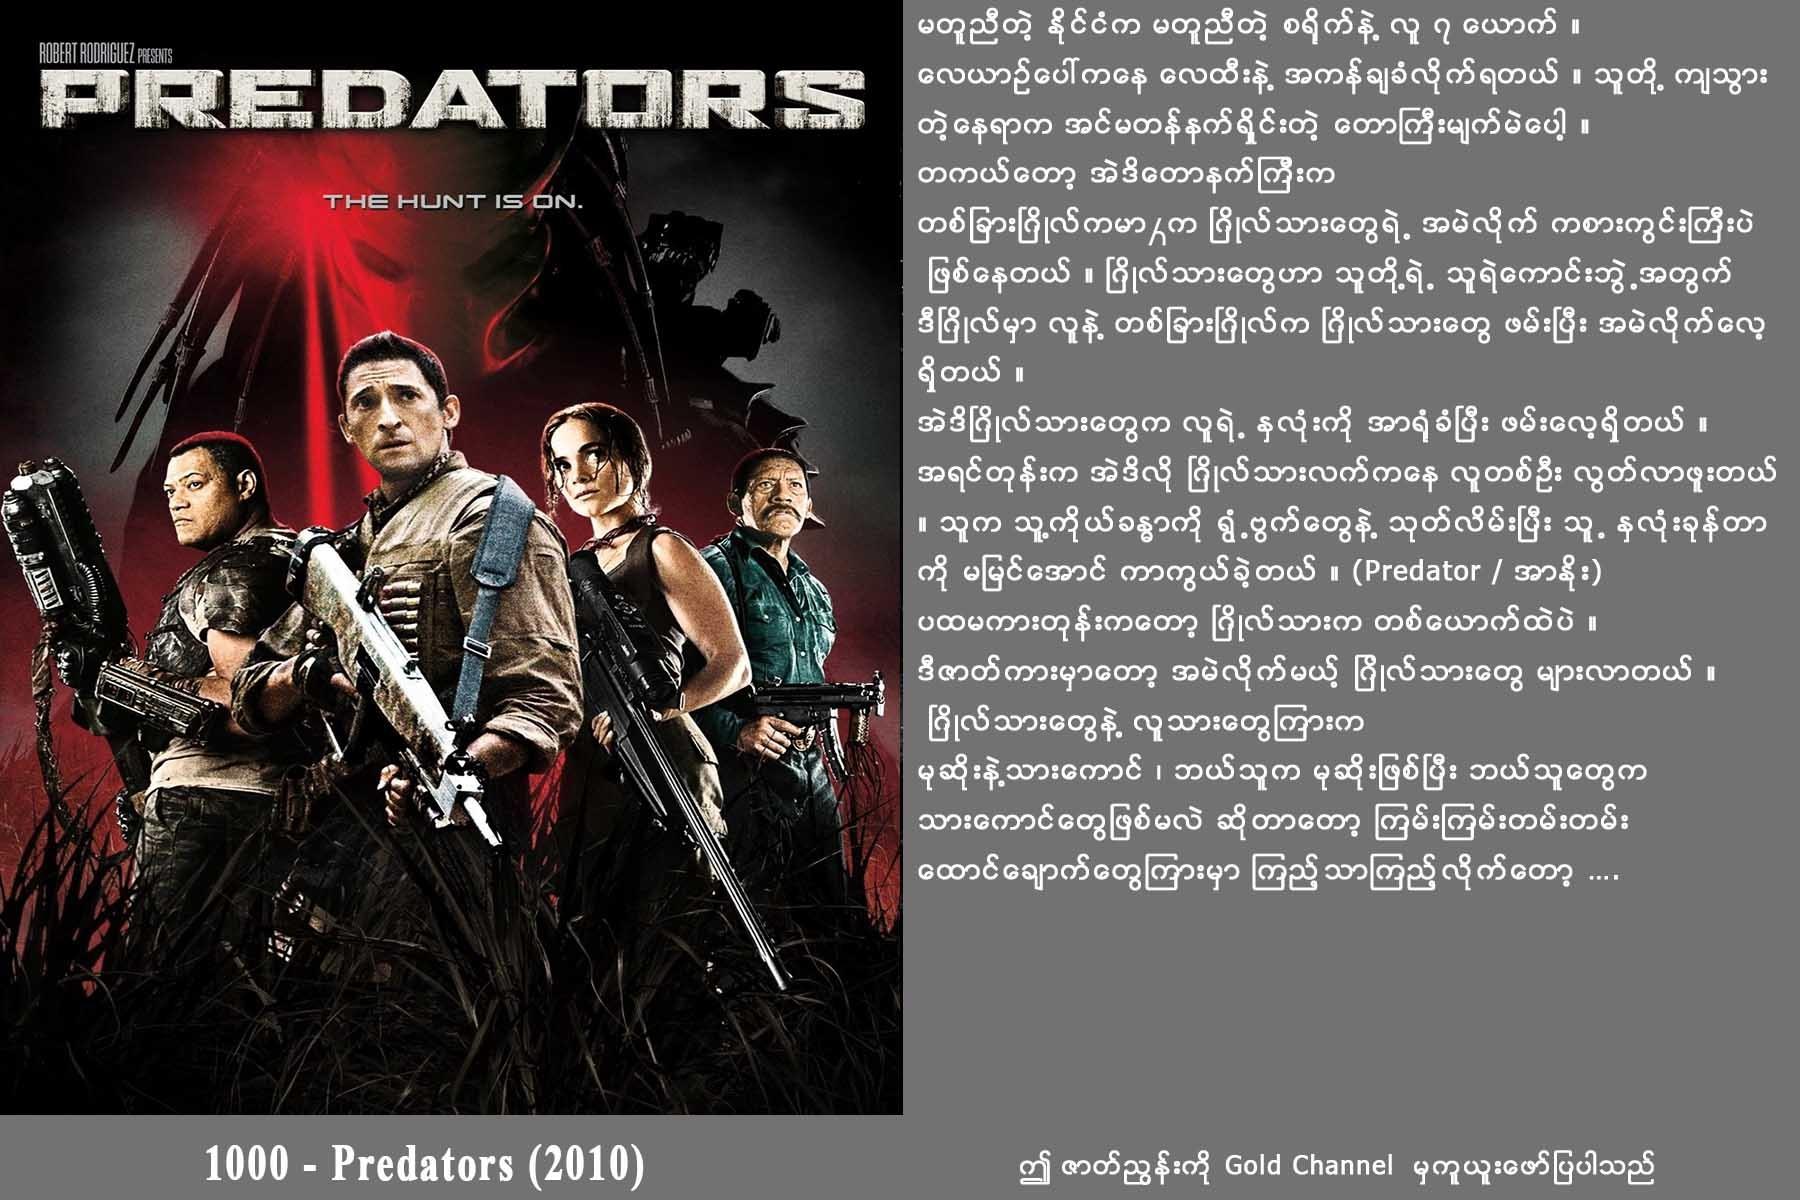 ROBERT RODRIGUEZ PRESENTS
PREDATORS
THE HUNT IS ON.
မတူညီတဲ့ နိုင်ငံက မတူညီတဲ့ စရိုက်နဲ့ လူ ၇ ယောက် ။
လေယာဉ်ပေါ်ကနေ လေထီးနဲ့ အကန်ချခံလိုက်ရတယ် ။ သူတို့ ကျသွား
တဲ့နေရာက အင်မတန်နက်ရှိုင်းတဲ့ တောကြီးမျက်မဲပေါ့ ။
တကယ်တော့ အဲဒိတောနက်ကြီးက
တစ်ခြားဂြိုလ်ကမာ႓က ဂြိုလ်သားတွေရဲ့ အမဲလိုက် ကစားကွင်းကြီးပဲ
ဖြစ်နေတယ် ။ ဂြိုလ်သားတွေဟာ သူတို့ရဲ့ သူရဲကောင်းဘွဲ့အတွက်
ဒီဂြိုလ်မှာ လူနဲ့ တစ်ခြားဂြိုလ်က ဂြိုလ်သားတွေ ဖမ်းပြီး အမဲလိုက်လေ့
ရှိတယ် ။
အဲဒိဂြိုလ်သားတွေက လူရဲ့ နှလုံးကို အာရုံခံပြီး ဖမ်းလေ့ရှိတယ် ။
အရင်တုန်းက အဲဒိလို ဂြိုလ်သားလက်ကနေ လူတစ်ဦး လွတ်လာဖူးတယ်
။ သူက သူ့ကိုယ်ခန္ဓာကို ရွံ့ဗွက်တွေနဲ့ သုတ်လိမ်းပြီး သူ့ နှလုံးခုန်တာ
ကို မမြင်အောင် ကာကွယ်ခဲ့တယ် ။ (Predator / အာနိုး)
ပထမကားတုန်းကတော့ ဂြိုလ်သားက တစ်ယောက်ထဲပဲ ။
ဒီဇာတ်ကားမှာတော့ အမဲလိုက်မယ့် ဂြိုလ်သားတွေ များလာတယ် ။
ဂြိုလ်သားတွေနဲ့ လူသားတွေကြားက
မုဆိုးနဲ့သားကောင် ၊ ဘယ်သူက မုဆိုးဖြစ်ပြီး ဘယ်သူတွေက
သားကောင်တွေဖြစ်မလဲ ဆိုတာတော့ ကြမ်းကြမ်းတမ်းတမ်း
ထောင်ချောက်တွေကြားမှာ ကြည့်သာကြည့်လိုက်တော့ ....
1000 - Predators (2010)
ဤ ဇာတ်ညွှန်းကို Gold Channel မှကူယူးဖော်ပြပါသည်